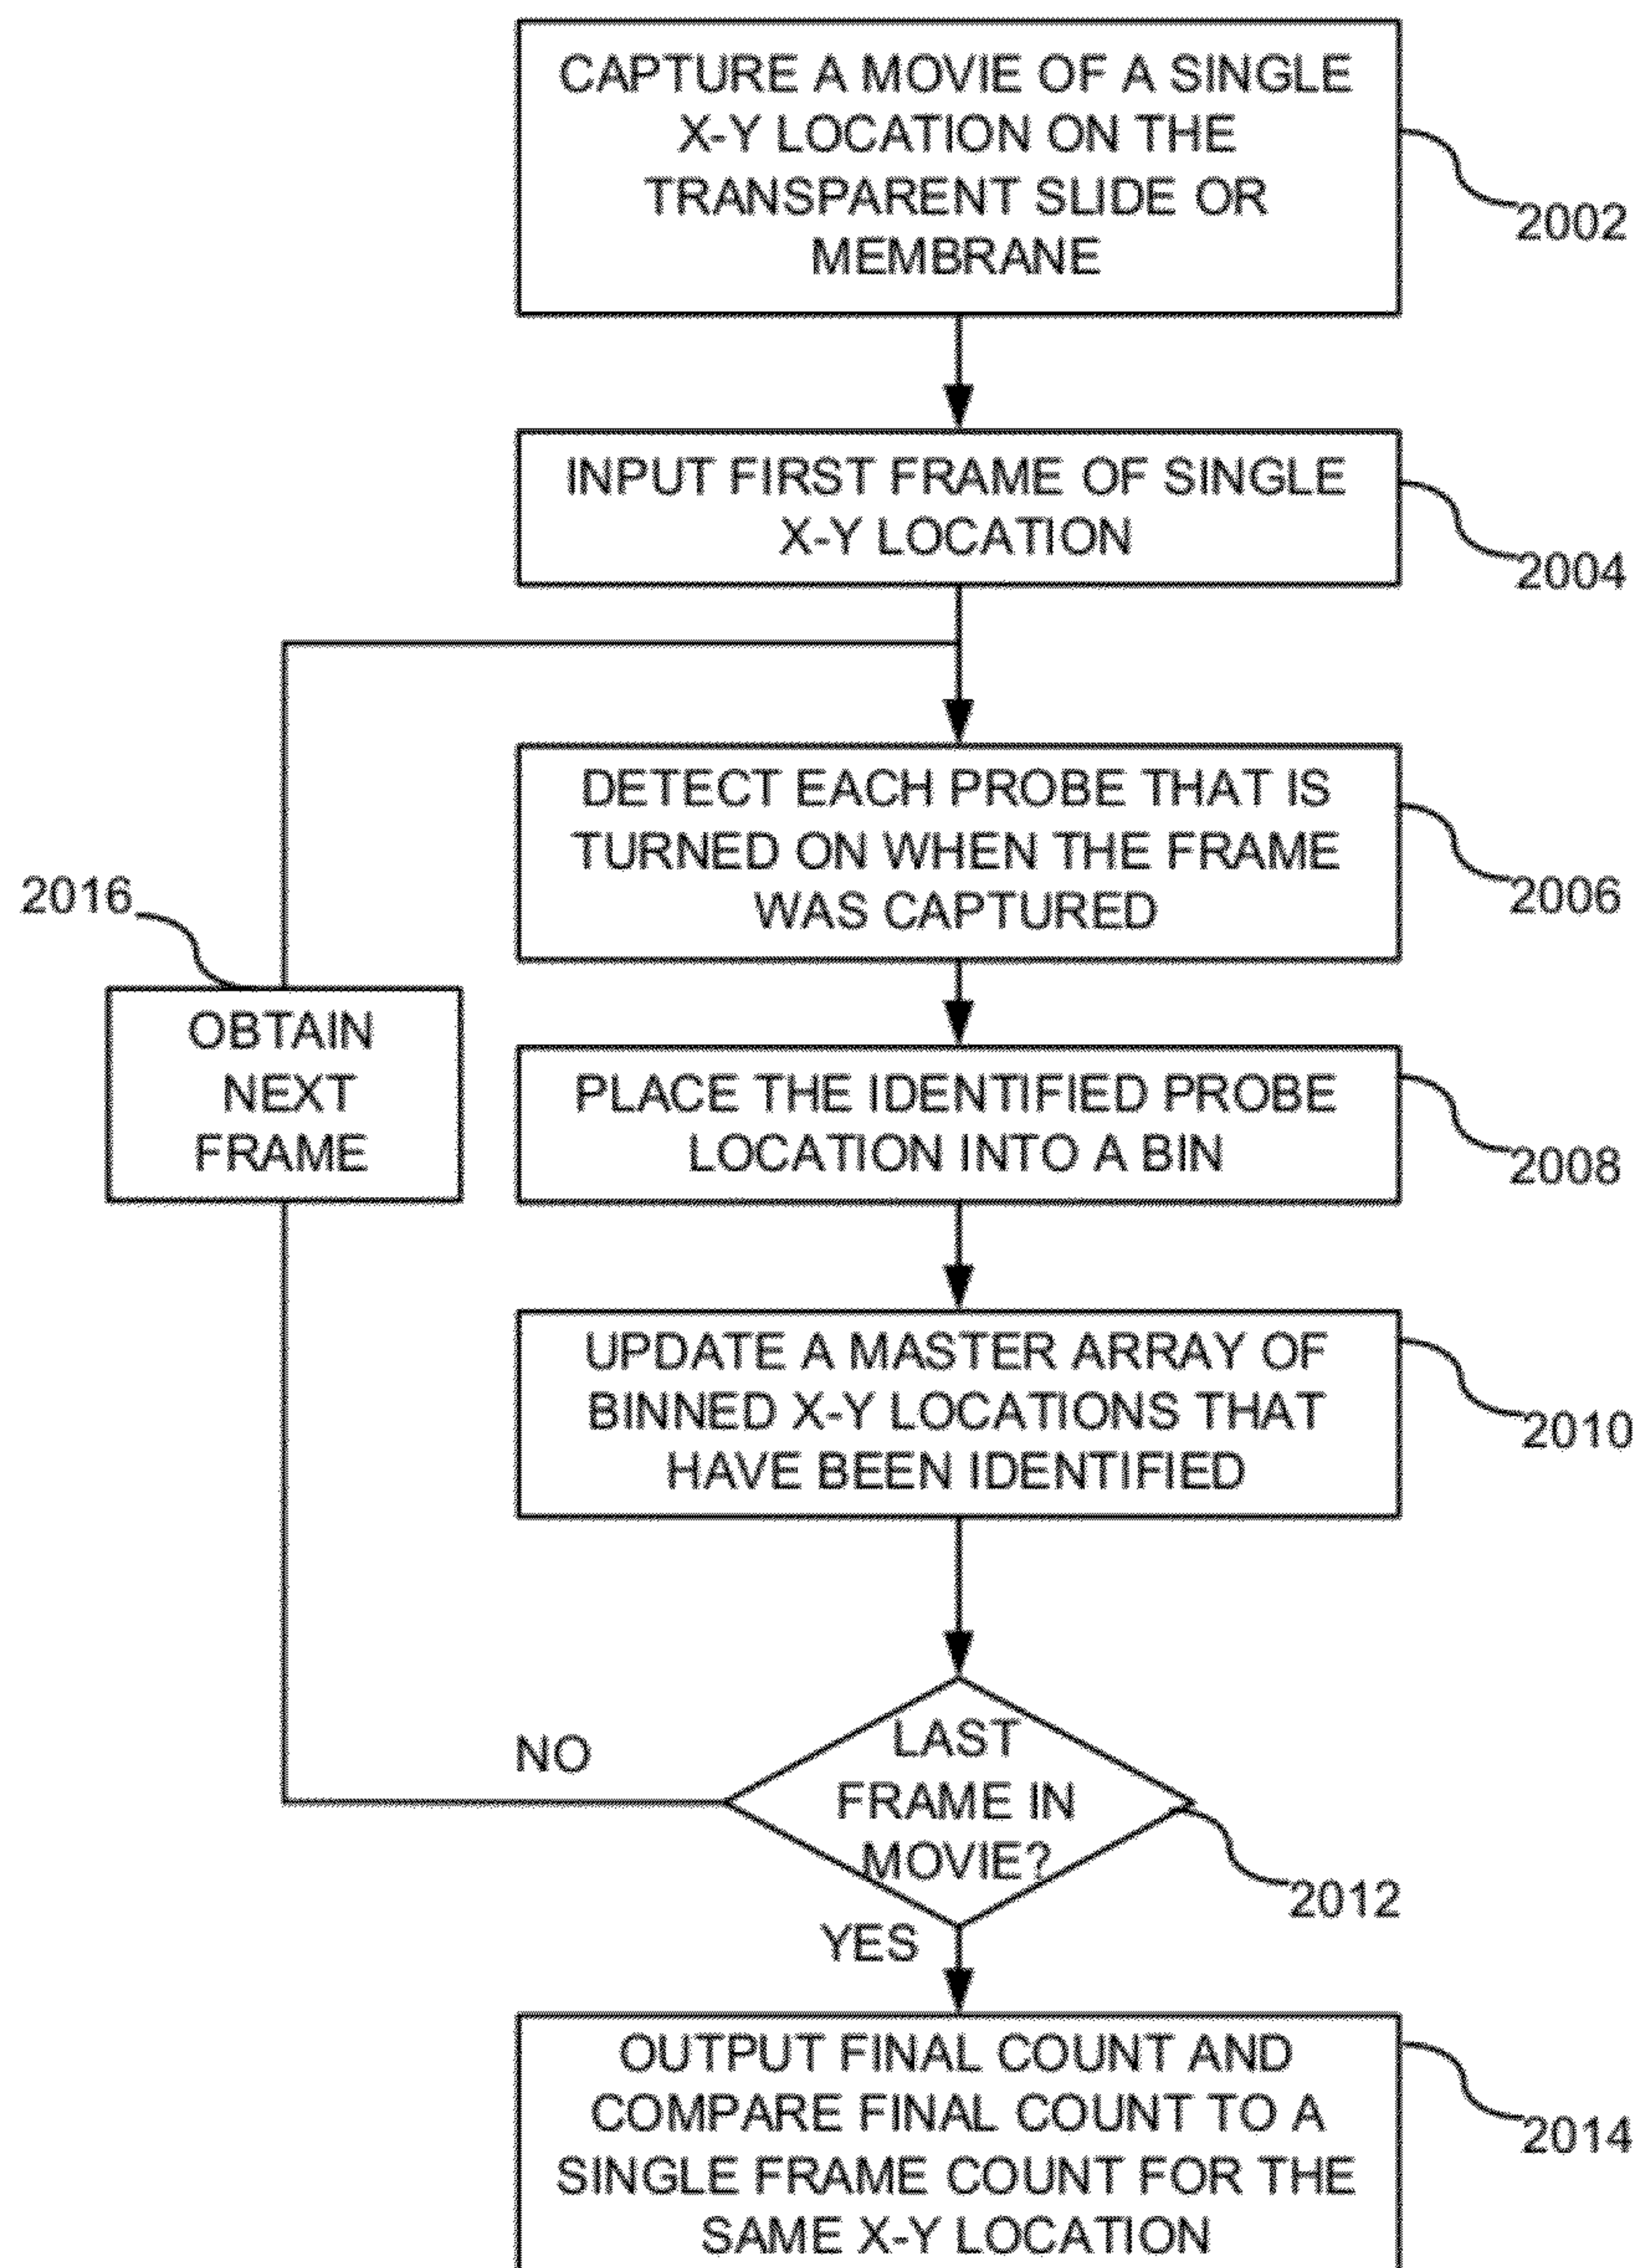 CAPTURE A MOVIE OF A SINGLE
X-Y LOCATION ON THE
TRANSPARENT SLIDE OR
MEMBRANE
2002
INPUT FIRST FRAME OF SINGLE
X-Y LOCATION
2004
DETECT EACH PROBE THAT IS
TURNED ON WHEN THE FRAME
WAS CAPTURED
2006
2016
OBTAIN
NEXT
FRAME
PLACE THE IDENTIFIED PROBE
LOCATION INTO A BIN
2008
UPDATE A MASTER ARRAY OF
BINNED X-Y LOCATIONS THAT
HAVE BEEN IDENTIFIED
2010
LAST
FRAME IN
MOVIE?
2012
NO
YES
OUTPUT FINAL COUNT AND
COMPARE FINAL COUNT TO A
SINGLE FRAME COUNT FOR THE
SAME X-Y LOCATION
2014